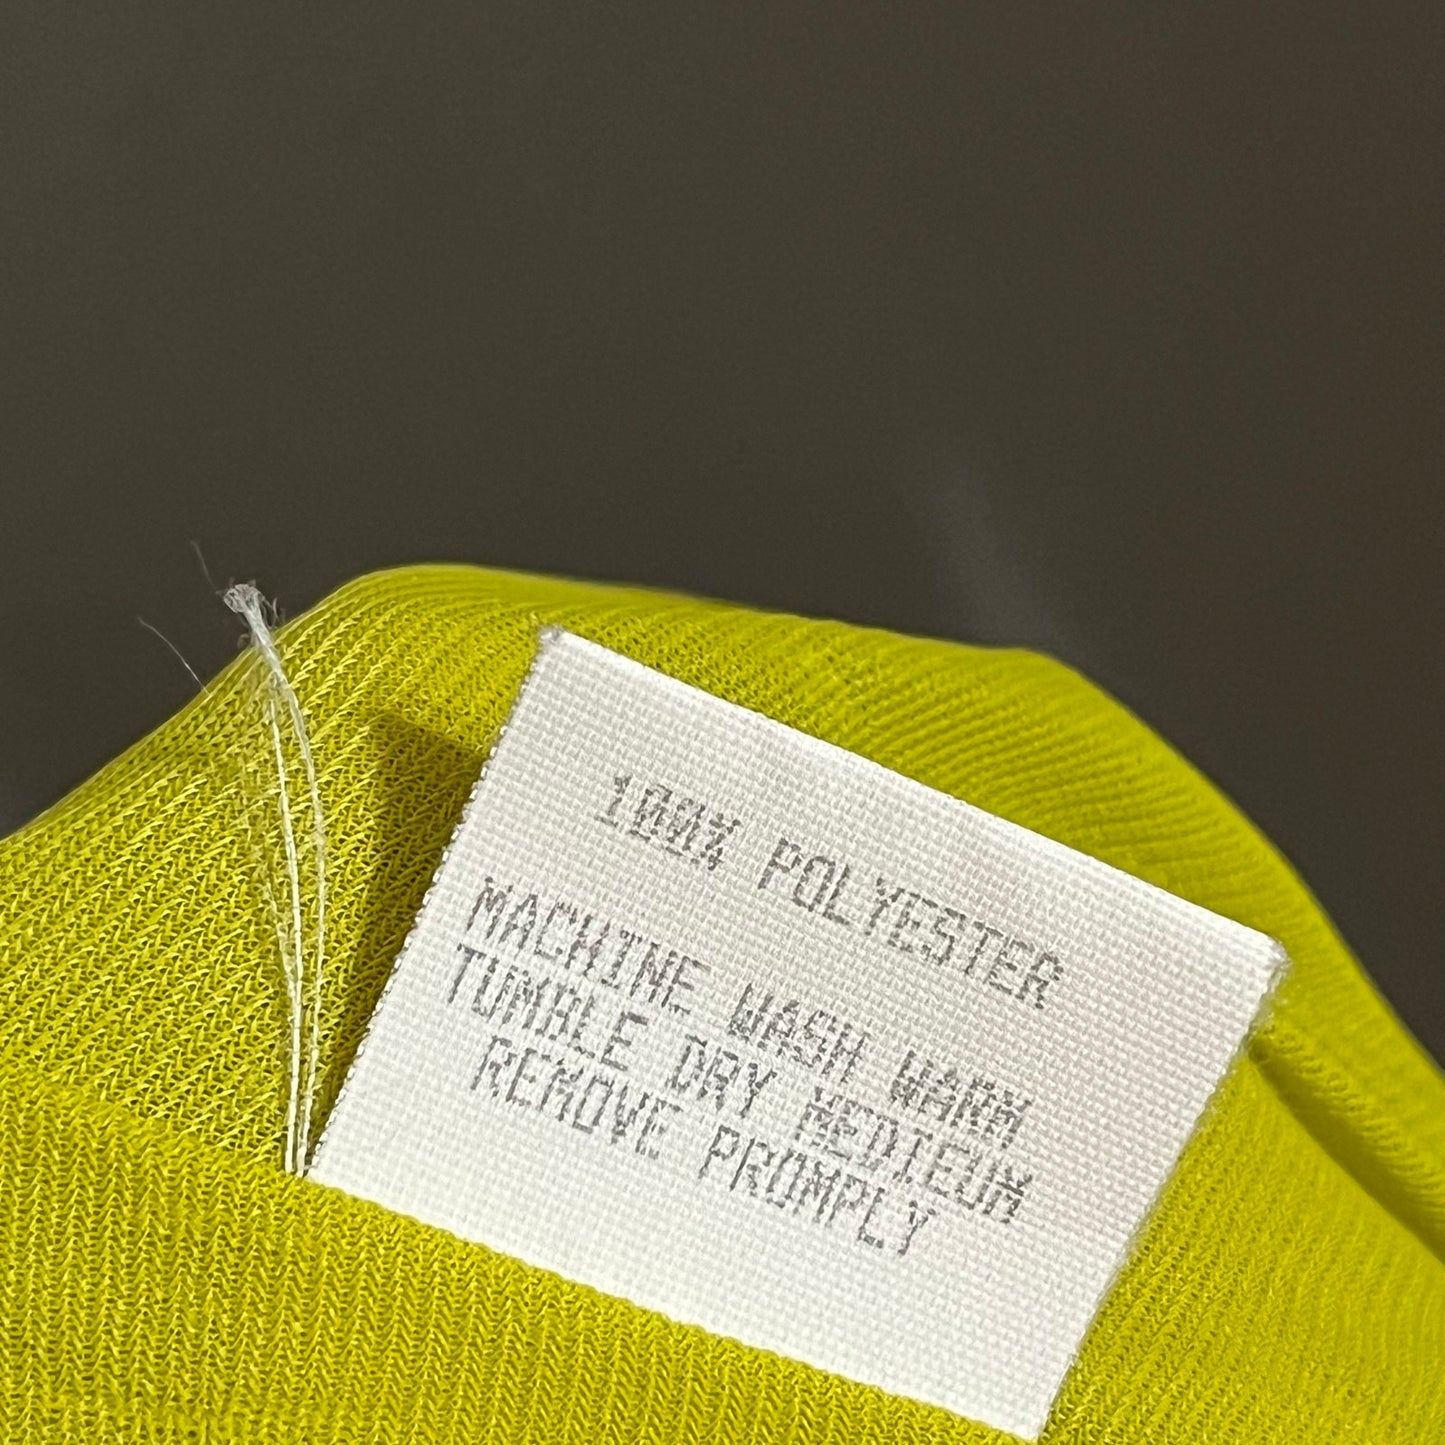 100% POLYESTER
MACHINE WASH WARM
TUMBLE DRY MEDIEUM
REMOVE PROMPLY